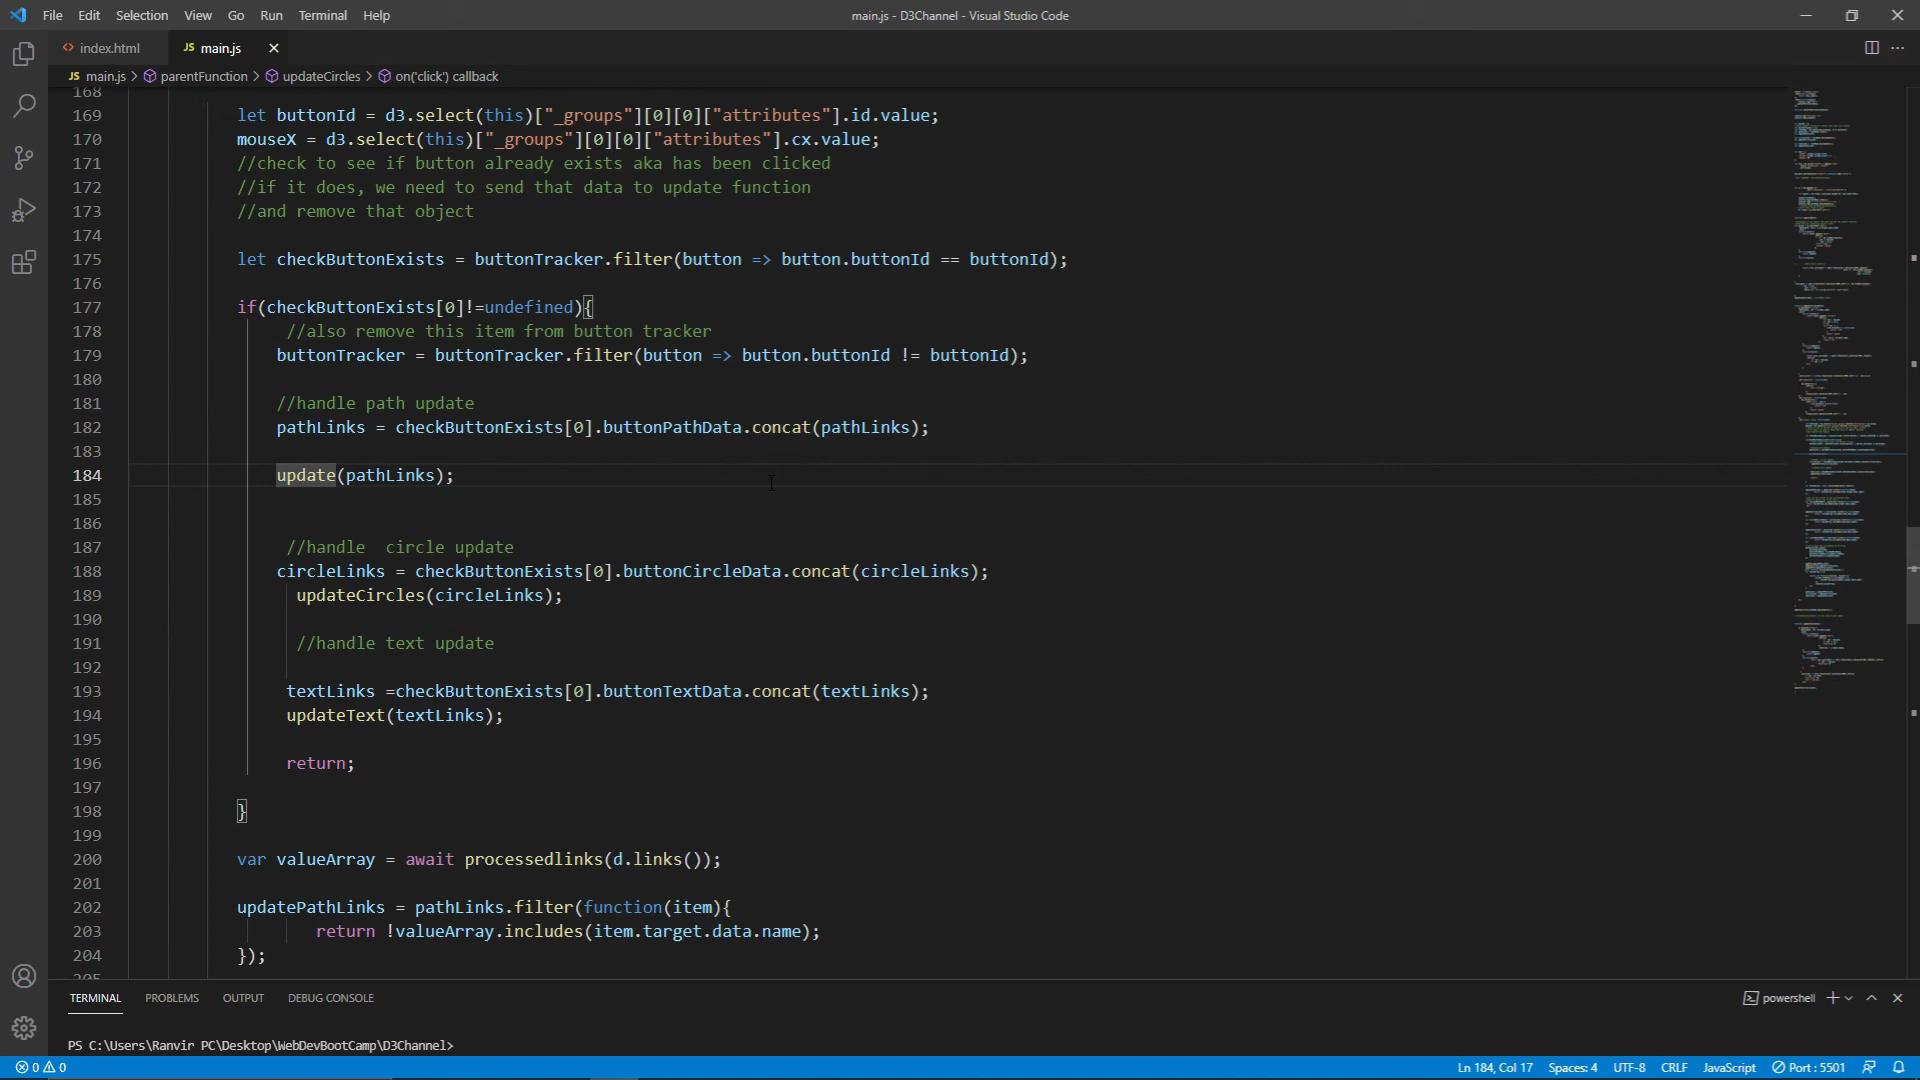 File Edit Selection View Go Run Terminal Help main.js - D3Channel - Visual Studio Code
<> index.html JS main.js
JS main.js > parentFunction > updateCircles > on('click') callback
168
169 let buttonId = d3.select(this)["_groups"][0][0]["attributes"].id.value;
170 mouseX = d3.select(this)["_groups"][0][0]["attributes"].cx.value;
171 //check to see if button already exists aka has been clicked
172 //if it does, we need to send that data to update function
173 //and remove that object
174
175 let checkButtonExists = buttonTracker.filter(button => button.buttonId == buttonId);
176
177 if(checkButtonExists[0]!=undefined){
178 //also remove this item from button tracker
179 buttonTracker = buttonTracker.filter(button => button.buttonId != buttonId);
180
181 //handle path update
182 pathLinks = checkButtonExists[0].buttonPathData.concat(pathLinks);
183
184 update(pathLinks);
185
186
187 //handle  circle update
188 circleLinks = checkButtonExists[0].buttonCircleData.concat(circleLinks);
189 updateCircles(circleLinks);
190
191 //handle text update
192
193 textLinks =checkButtonExists[0].buttonTextData.concat(textLinks);
194 updateText(textLinks);
195
196 return;
197
198 }
199
200 var valueArray = await processedlinks(d.links());
201
202 updatePathLinks = pathLinks.filter(function(item){
203 return !valueArray.includes(item.target.data.name);
204 });
205
TERMINAL PROBLEMS OUTPUT DEBUG CONSOLE powershell
PS C:\Users\Ranvir PC\Desktop\WebDevBootCamp\D3Channel>
0 0 Ln 184, Col 17 Spaces: 4 UTF-8 CRLF JavaScript Port : 5501